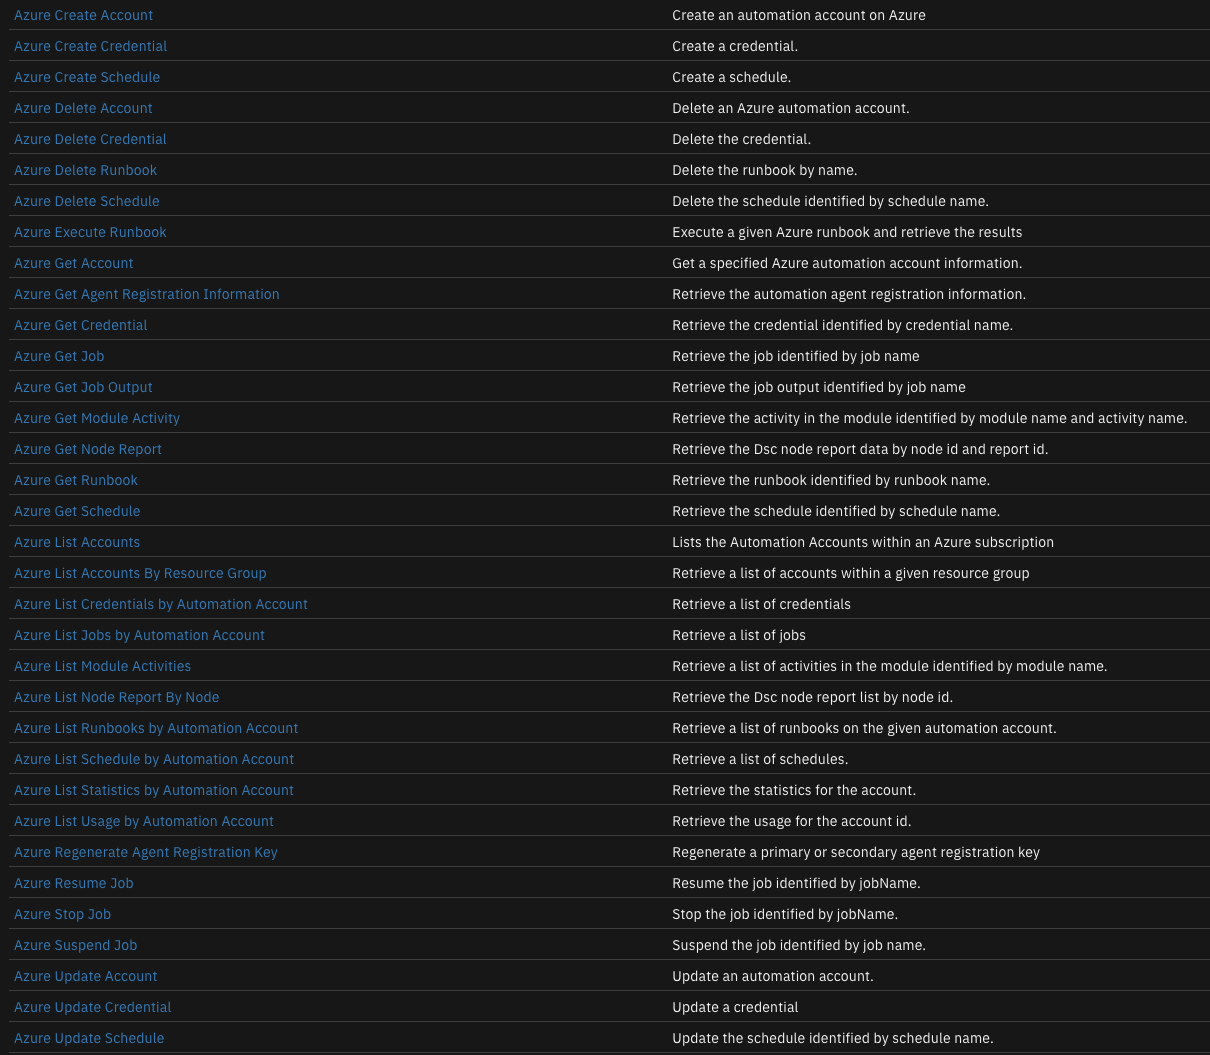 Azure Create Account Create an automation account on Azure
Azure Create Credential Create a credential.
Azure Create Schedule Create a schedule.
Azure Delete Account Delete an Azure automation account.
Azure Delete Credential Delete the credential.
Azure Delete Runbook Delete the runbook by name.
Azure Delete Schedule Delete the schedule identified by schedule name.
Azure Execute Runbook Execute a given Azure runbook and retrieve the results
Azure Get Account Get a specified Azure automation account information.
Azure Get Agent Registration Information Retrieve the automation agent registration information.
Azure Get Credential Retrieve the credential identified by credential name.
Azure Get Job Retrieve the job identified by job name
Azure Get Job Output Retrieve the job output identified by job name
Azure Get Module Activity Retrieve the activity in the module identified by module name and activity name.
Azure Get Node Report Retrieve the Dsc node report data by node id and report id.
Azure Get Runbook Retrieve the runbook identified by runbook name.
Azure Get Schedule Retrieve the schedule identified by schedule name.
Azure List Accounts Lists the Automation Accounts within an Azure subscription
Azure List Accounts By Resource Group Retrieve a list of accounts within a given resource group
Azure List Credentials by Automation Account Retrieve a list of credentials
Azure List Jobs by Automation Account Retrieve a list of jobs
Azure List Module Activities Retrieve a list of activities in the module identified by module name.
Azure List Node Report By Node Retrieve the Dsc node report list by node id.
Azure List Runbooks by Automation Account Retrieve a list of runbooks on the given automation account.
Azure List Schedule by Automation Account Retrieve a list of schedules.
Azure List Statistics by Automation Account Retrieve the statistics for the account.
Azure List Usage by Automation Account Retrieve the usage for the account id.
Azure Regenerate Agent Registration Key Regenerate a primary or secondary agent registration key
Azure Resume Job Resume the job identified by jobName.
Azure Stop Job Stop the job identified by jobName.
Azure Suspend Job Suspend the job identified by job name.
Azure Update Account Update an automation account.
Azure Update Credential Update a credential
Azure Update Schedule Update the schedule identified by schedule name.